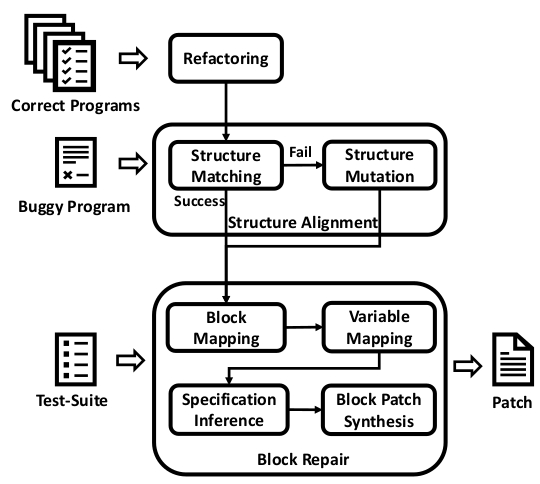 Refactoring
Correct Programs
Structure
Matching
Fail
Structure
Mutation
Buggy Program
Success
Structure Alignment
Block
Mapping
Variable
Mapping
Test-Suite
Specification
Inference
Block Patch
Synthesis
Patch
Block Repair